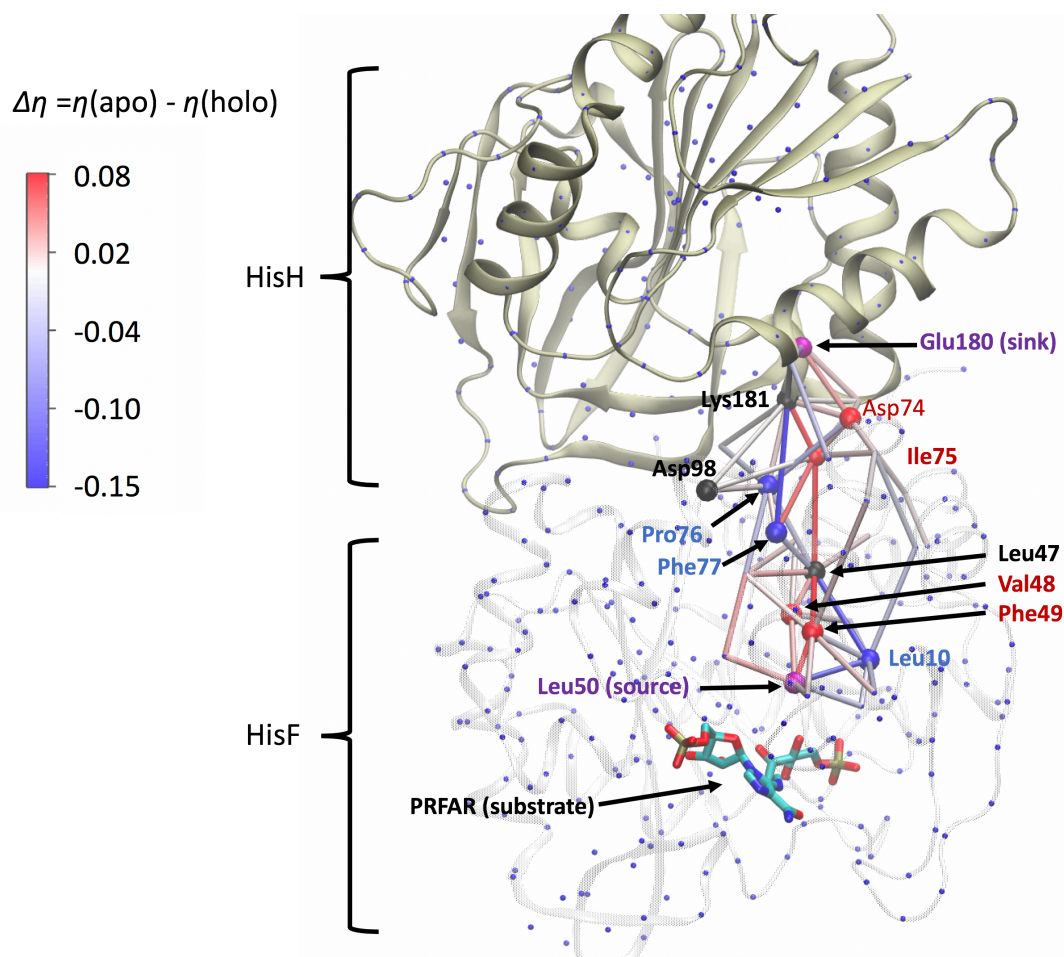 Δη =η(apo) - η(holo)
0.08
0.02
-0.04
-0.10
-0.15
HisH
Glu180 (sink)
Lys181
Asp74
Ile75
Asp98
Pro76
Phe77
Leu47
Val48
Phe49
Leu10
Leu50 (source)
HisF
PRFAR (substrate)